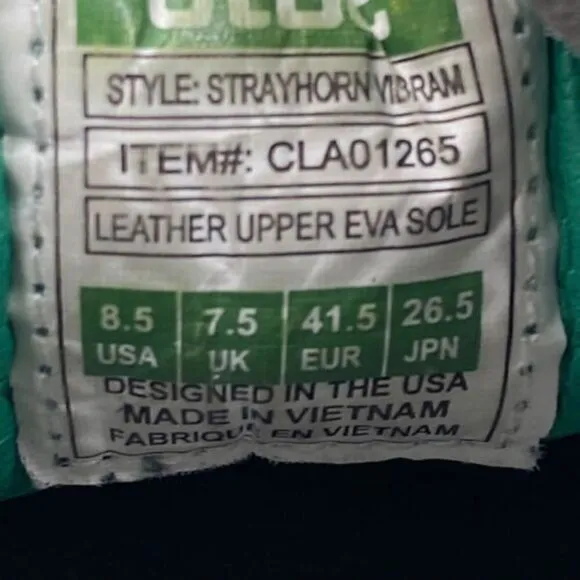 STYLE: STRAYHORN VIBRAM
ITEM#: CLA01265
LEATHER UPPER EVA SOLE
8.5 7.5 41.5 26.5
USA UK EUR JPN
DESIGNED IN THE USA
MADE IN VIETNAM
FABRIQUÉ EN VIETNAM